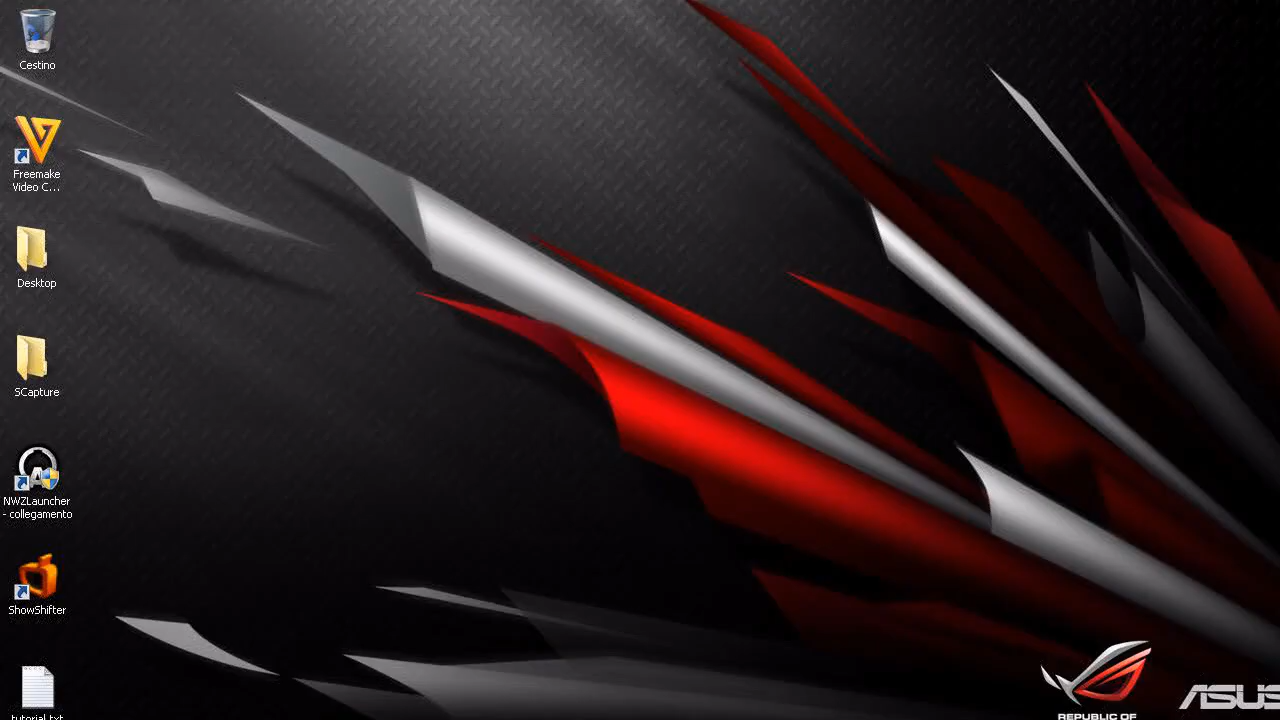 Cestino
Freemake
Video C...
Desktop
SCapture
NWZLauncher
- collegamento
ShowShifter
tutorial.txt
REPUBLIC OF
ASUS